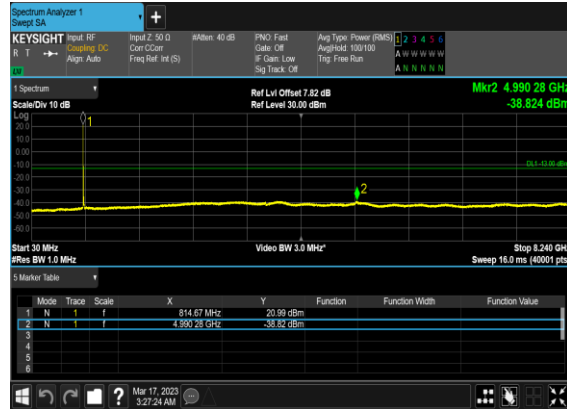 Spectrum Analyzer 1
Swept SA
+
KEYSIGHT Input: RF Input Z: 50 Ω #Atten: 40 dB PNO: Fast Avg Type: Power (RMS) 1 2 3 4 5 6
R T Coupling: DC Corr CCorr Gate: Off Avg|Hold: 100/100 A W W W W W
Align: Auto Freq Ref: Int (S) IF Gain: Low Trig: Free Run
Sig Track: Off A N N N N N
1 Spectrum Ref Lvl Offset 7.82 dB Mkr2 4.990 28 GHz
Scale/Div 10 dB Ref Level 30.00 dBm -38.824 dBm
Log
20.0
10.0
0.00
-10.0
-20.0
-30.0
-40.0
-50.0
-60.0
1
DL1 -13.00 dBm
2
Start 30 MHz Video BW 3.0 MHz* Stop 8.240 GHz
#Res BW 1.0 MHz Sweep 16.0 ms (40001 pts)
5 Marker Table
Mode Trace Scale X Y Function Function Width Function Value
1 N 1 f 814.67 MHz 20.99 dBm
2 N 1 f 4.990 28 GHz -38.82 dBm
3
4
5
6
? Mar 17, 2023
3:27:24 AM